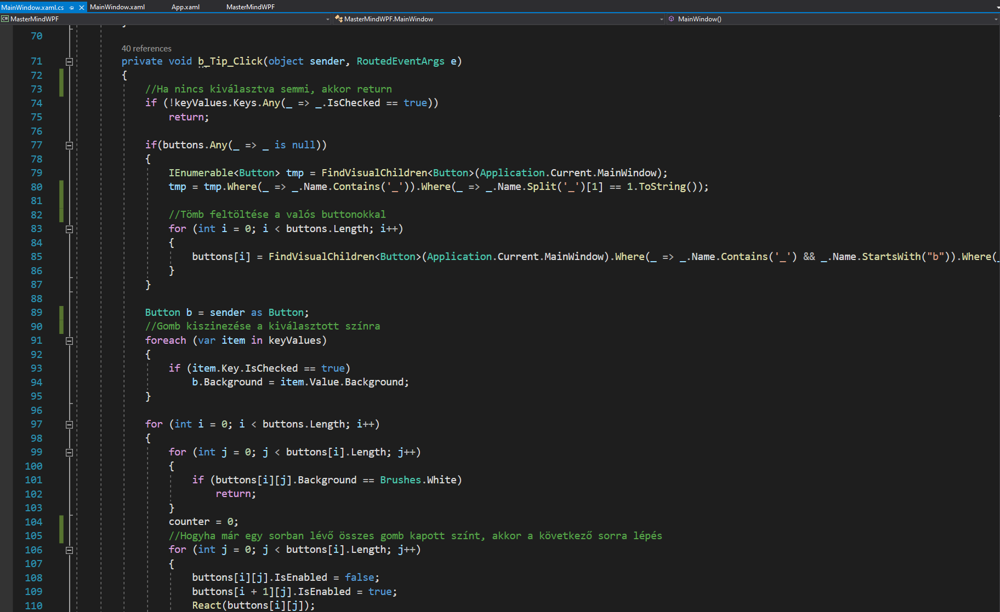 MainWindow.xaml.cs MainWindow.xaml App.xaml MasterMindWPF
C# MasterMindWPF MasterMindWPF.MainWindow MainWindow()
70
40 references
71 private void b_Tip_Click(object sender, RoutedEventArgs e)
72 {
73 //Ha nincs kiválasztva semmi, akkor return
74 if (!keyValues.Keys.Any(_ => _.IsChecked == true))
75 return;
76
77 if(buttons.Any(_ => _ is null))
78 {
79 IEnumerable<Button> tmp = FindVisualChildren<Button>(Application.Current.MainWindow);
80 tmp = tmp.Where(_ => _.Name.Contains('_')).Where(_ => _.Name.Split('_')[1] == 1.ToString());
81
82 //Tömb feltöltése a valós buttonokkal
83 for (int i = 0; i < buttons.Length; i++)
84 {
85 buttons[i] = FindVisualChildren<Button>(Application.Current.MainWindow).Where(_ => _.Name.Contains('_') && _.Name.StartsWith("b")).Where(_
86 }
87 }
88
89 Button b = sender as Button;
90 //Gomb kiszinezése a kiválasztott színra
91 foreach (var item in keyValues)
92 {
93 if (item.Key.IsChecked == true)
94 b.Background = item.Value.Background;
95 }
96
97 for (int i = 0; i < buttons.Length; i++)
98 {
99 for (int j = 0; j < buttons[i].Length; j++)
100 {
101 if (buttons[i][j].Background == Brushes.White)
102 return;
103 }
104 counter = 0;
105 //Hogyha már egy sorban lévő összes gomb kapott színt, akkor a következő sorra lépés
106 for (int j = 0; j < buttons[i].Length; j++)
107 {
108 buttons[i][j].IsEnabled = false;
109 buttons[i + 1][j].IsEnabled = true;
110 React(buttons[i][j]);